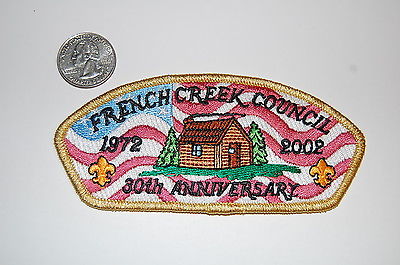 FRENCH CREEK COUNCIL
1972 2002
30th ANNIVERSARY